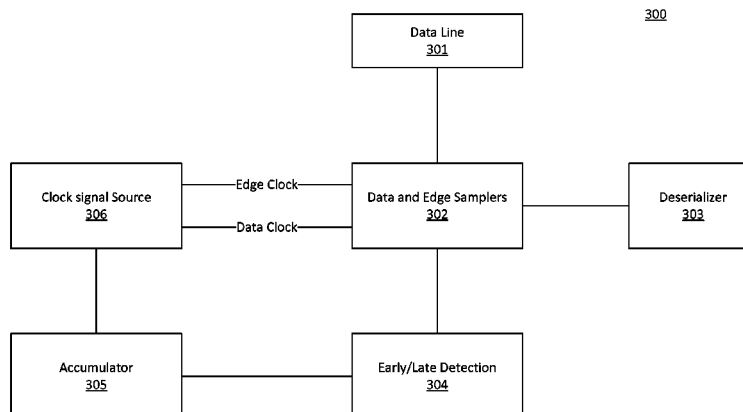 300
Data Line
301
Edge Clock
Data Clock
Clock signal Source
306
Data and Edge Samplers
302
Deserializer
303
Accumulator
305
Early/Late Detection
304